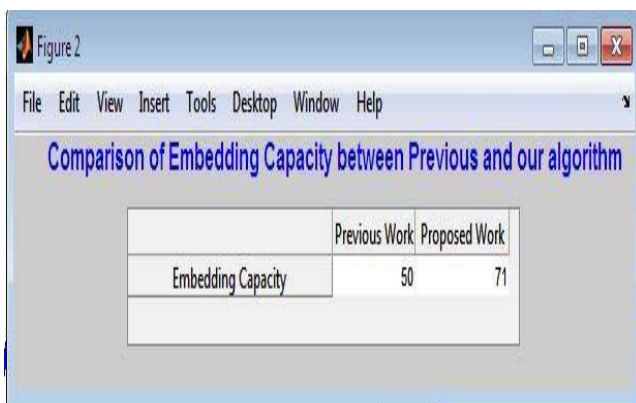 Figure 2
File Edit View Insert Tools Desktop Window Help
Comparison of Embedding Capacity between Previous and our algorithm
Previous Work Proposed Work
Embedding Capacity 50 71